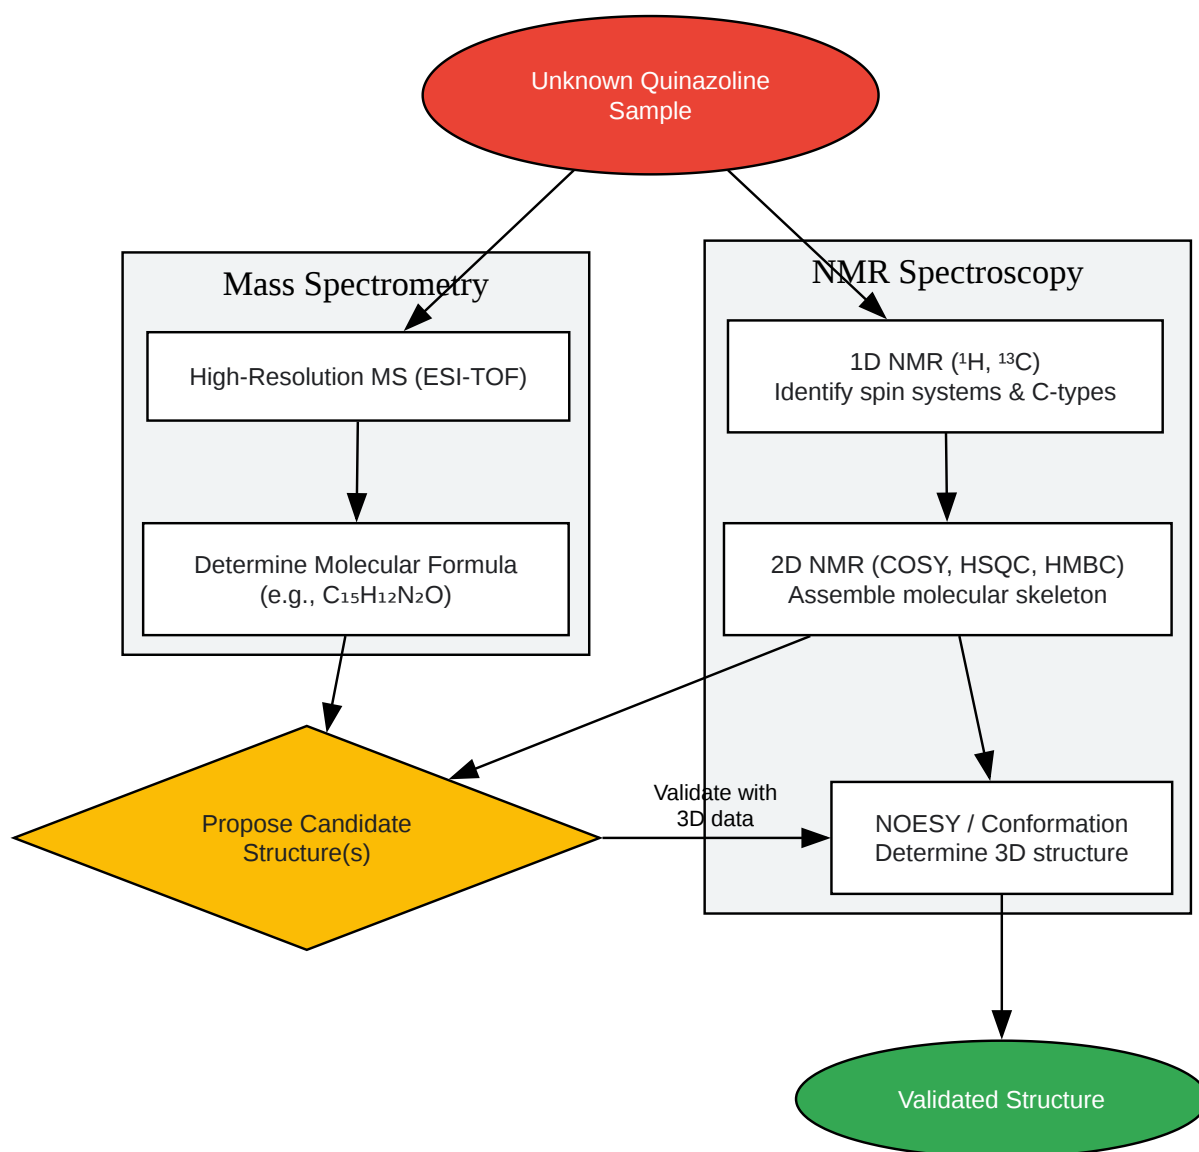 Unknown Quinazoline
Sample
Mass Spectrometry
NMR Spectroscopy
High-Resolution MS (ESI-TOF)
1D NMR (¹H, ¹³C)
Identify spin systems & C-types
Determine Molecular Formula
(e.g., C₁₅H₁₂N₂O)
2D NMR (COSY, HSQC, HMBC)
Assemble molecular skeleton
Propose Candidate
Structure(s)
Validate with
3D data
NOESY / Conformation
Determine 3D structure
Validated Structure